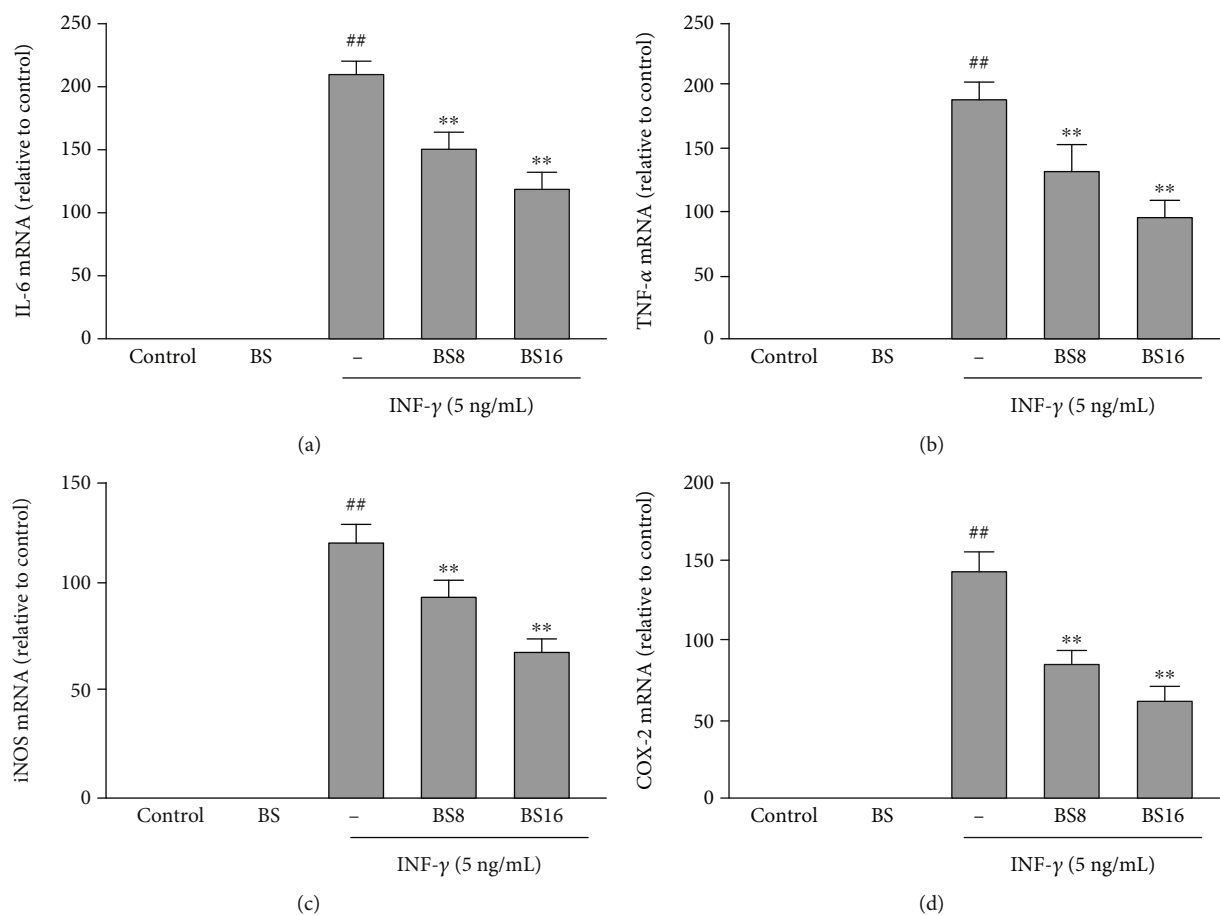 250
200
150
100
50
0
IL-6 mRNA (relative to control)
##
**
**
Control BS – BS8 BS16
INF-γ (5 ng/mL)
(a)
250
200
150
100
50
0
TNF-α mRNA (relative to control)
##
**
**
Control BS – BS8 BS16
INF-γ (5 ng/mL)
(b)
150
100
50
0
iNOS mRNA (relative to control)
##
**
**
Control BS – BS8 BS16
INF-γ (5 ng/mL)
(c)
200
150
100
50
0
COX-2 mRNA (relative to control)
##
**
**
Control BS – BS8 BS16
INF-γ (5 ng/mL)
(d)